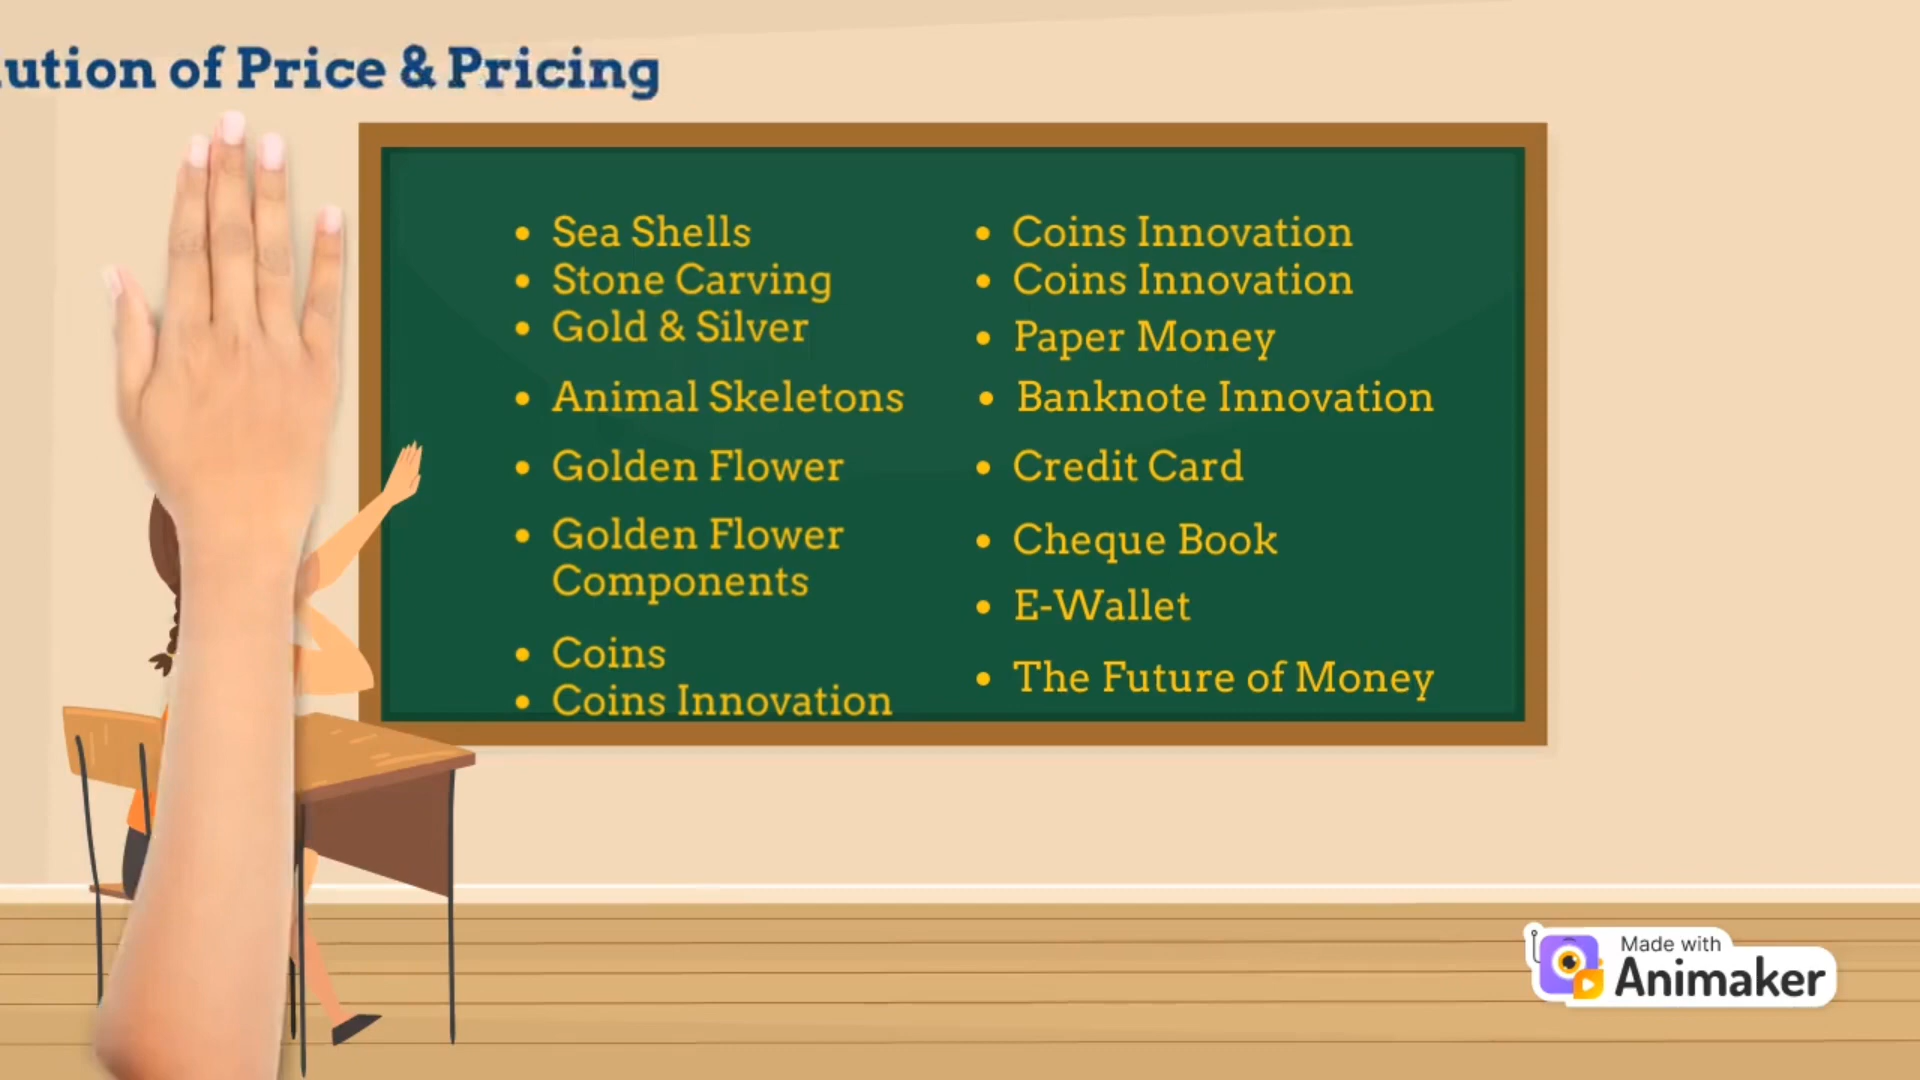 lution of Price & Pricing
• Sea Shells
• Stone Carving
• Gold & Silver
• Animal Skeletons
• Golden Flower
• Golden Flower
Components
• Coins
• Coins Innovation
• Coins Innovation
• Coins Innovation
• Paper Money
• Banknote Innovation
• Credit Card
• Cheque Book
• E-Wallet
• The Future of Money
Made with
Animaker